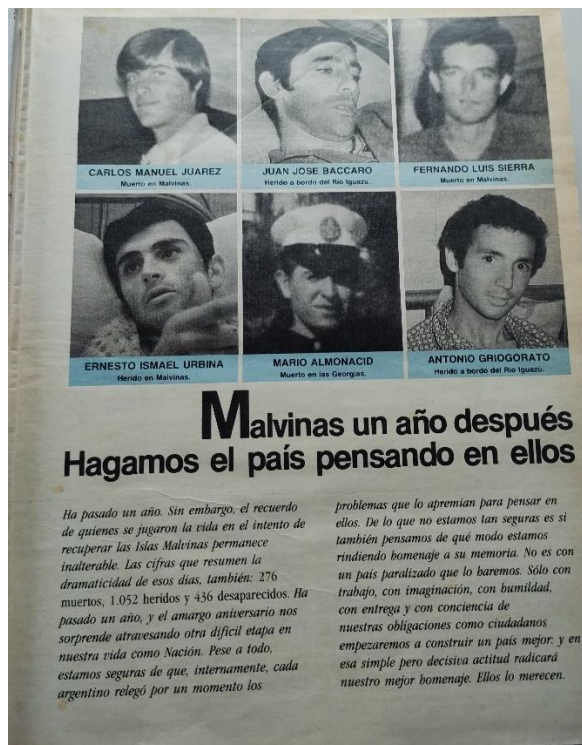 CARLOS MANUEL JUAREZ
Muerto en Malvinas.
JUAN JOSE BACCARO
Herido a bordo del Río Iguazú.
FERNANDO LUIS SIERRA
Muerto en Malvinas.
ERNESTO ISMAEL URBINA
Herido en Malvinas.
MARIO ALMONACID
Muerto en las Georgias.
ANTONIO GRIOGORATO
Herido a bordo del Río Iguazú.
Malvinas un año después
Hagamos el país pensando en ellos
Ha pasado un año. Sin embargo, el recuerdo
de quienes se jugaron la vida en el intento de
recuperar las Islas Malvinas permanece
inalterable. Las cifras que resumen la
dramaticidad de esos días, también: 276
muertos, 1.052 heridos y 436 desaparecidos. Ha
pasado un año, y el amargo aniversario nos
sorprende atravesando otra difícil etapa en
nuestra vida como Nación. Pese a todo,
estamos seguras de que, internamente, cada
argentino relegó por un momento los
problemas que lo apremian para pensar en
ellos. De lo que no estamos tan seguras es si
también pensamos de qué modo estamos
rindiendo homenaje a su memoria. No es con
un país paralizado que lo haremos. Sólo con
trabajo, con imaginación, con humildad,
con entrega y con conciencia de
nuestras obligaciones como ciudadanos
empezaremos a construir un país mejor: y en
esa simple pero decisiva actitud radicará
nuestro mejor homenaje. Ellos lo merecen.